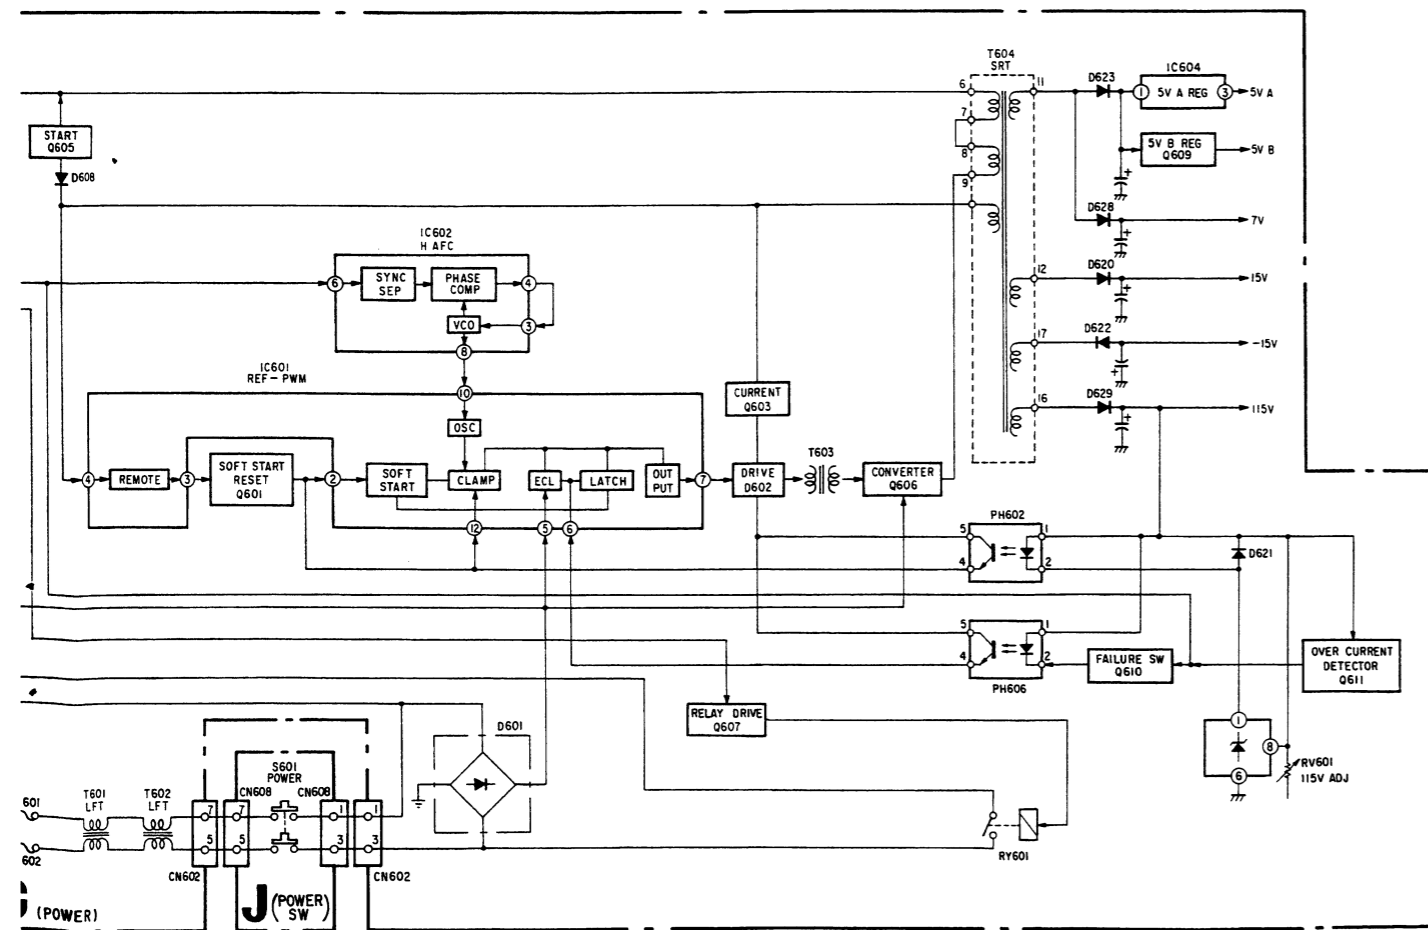 T604
SRT
6
7
8
9
11
12
17
16
D623
IC604
1
5V A REG
3
5V A
5V B REG
Q609
5V B
D628
7V
D620
15V
D622
-15V
D629
115V
+
+
+
+
+
START
Q605
D608
IC602
H AFC
6
SYNC
SEP
PHASE
COMP
4
VCO
3
8
IC601
REF-PWM
10
OSC
4
REMOTE
3
SOFT START
RESET
Q601
2
SOFT
START
CLAMP
ECL
LATCH
OUT
PUT
7
12
5
6
CURRENT
Q603
DRIVE
D602
T603
CONVERTER
Q606
PH602
5
4
1
2
D621
PH606
5
4
1
2
FAILURE SW
Q610
OVER CURRENT
DETECTOR
Q611
RELAY DRIVE
Q607
1
8
6
RV601
115V ADJ
RY601
D601
601
602
T601
LFT
T602
LFT
S601
POWER
CN608
CN608
7
5
7
5
1
3
1
3
CN602
CN602
J (POWER SW)
(POWER)